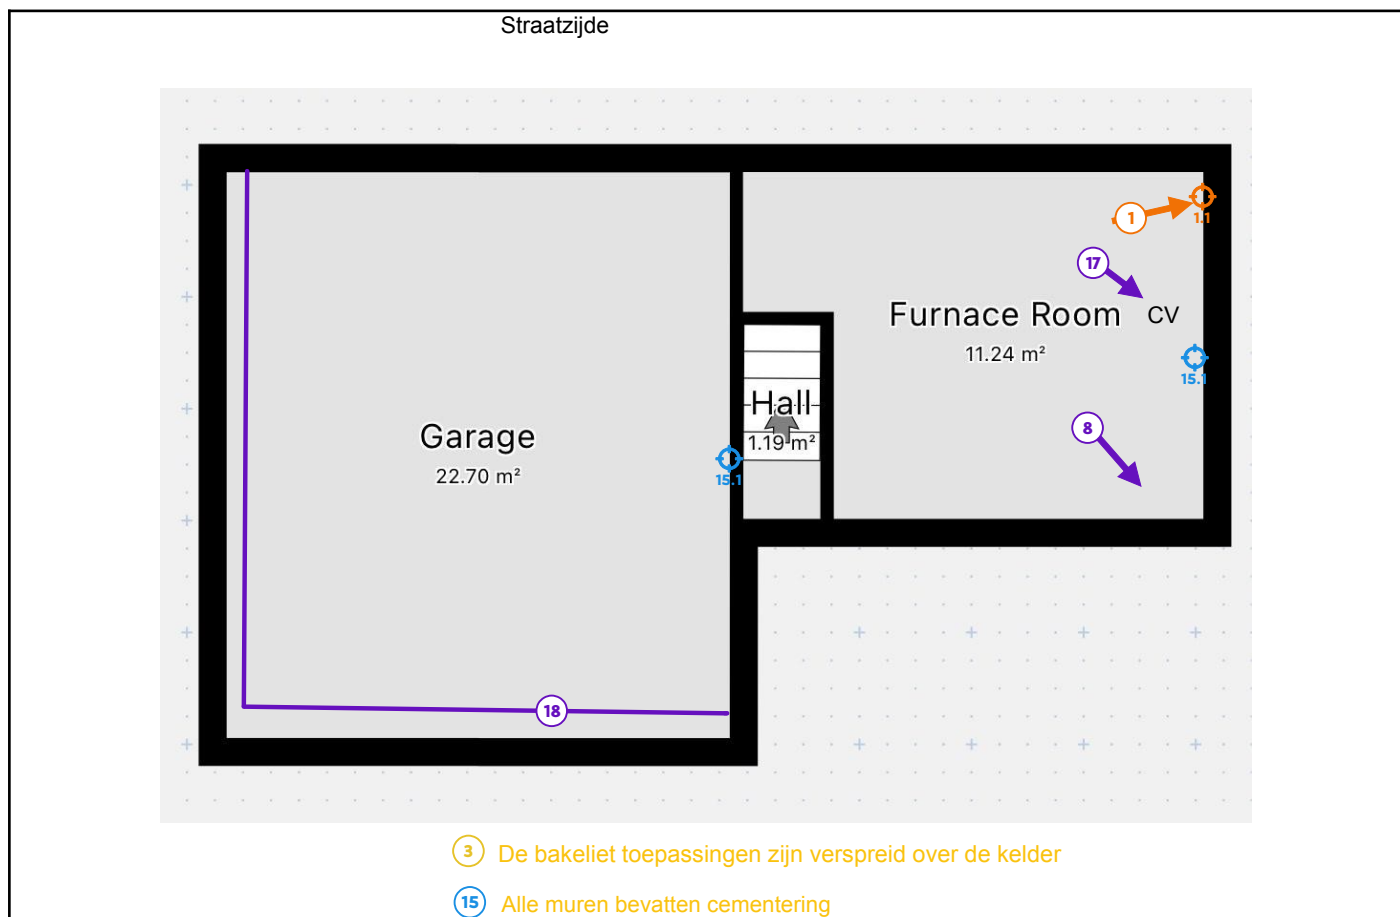 Straatzijde
1
1.1
17
Furnace Room
CV
11.24 m²
15.1
Hall
1.19 m²
8
Garage
22.70 m²
15.1
18
3 De bakeliet toepassingen zijn verspreid over de kelder
15 Alle muren bevatten cementering